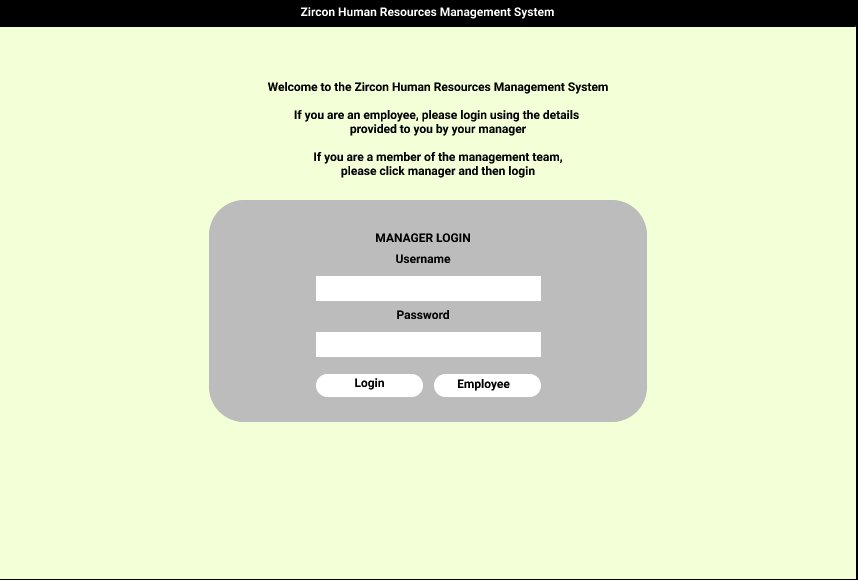 Zircon Human Resources Management System
Welcome to the Zircon Human Resources Management System
If you are an employee, please login using the details
provided to you by your manager
If you are a member of the management team,
please click manager and then login
MANAGER LOGIN
Username
Password
Login
Employee